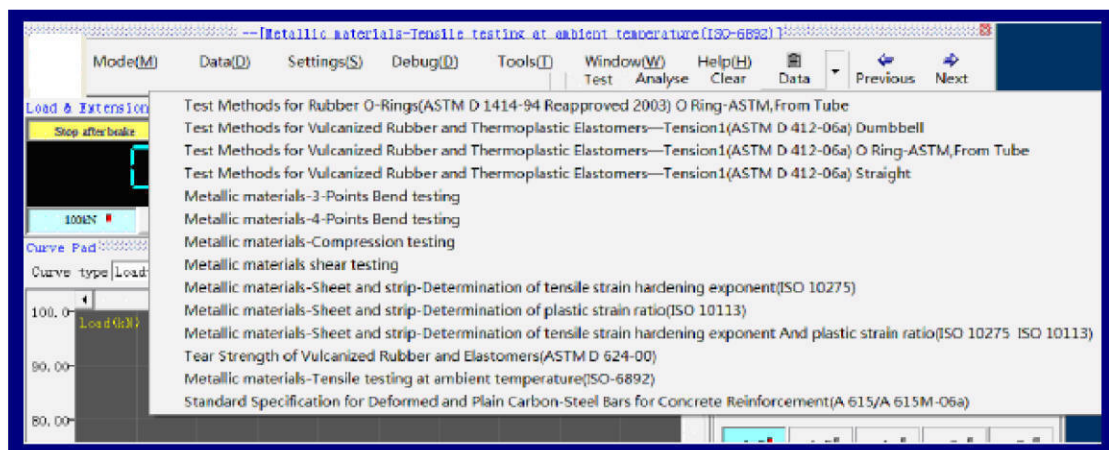 --[Metallic materials-Tensile testing at ambient temperature(ISO-6892)]
Mode(M) Data(D) Settings(S) Debug(D) Tools(T) Window(W) Help(H) Data Previous Next
Test Analyse Clear
Load & Extension
Test Methods for Rubber O-Rings(ASTM D 1414-94 Reapproved 2003) O Ring-ASTM,From Tube
Stop after brake
Test Methods for Vulcanized Rubber and Thermoplastic Elastomers—Tension1(ASTM D 412-06a) Dumbbell
Test Methods for Vulcanized Rubber and Thermoplastic Elastomers—Tension1(ASTM D 412-06a) O Ring-ASTM,From Tube
Test Methods for Vulcanized Rubber and Thermoplastic Elastomers—Tension1(ASTM D 412-06a) Straight
Metallic materials-3-Points Bend testing
100kN
Metallic materials-4-Points Bend testing
Metallic materials-Compression testing
Curve Pad
Metallic materials shear testing
Curve type Load
Metallic materials-Sheet and strip-Determination of tensile strain hardening exponent(ISO 10275)
Metallic materials-Sheet and strip-Determination of plastic strain ratio(ISO 10113)
100.0
Load(kN)
Metallic materials-Sheet and strip-Determination of tensile strain hardening exponent And plastic strain ratio(ISO 10275 ISO 10113)
Tear Strength of Vulcanized Rubber and Elastomers(ASTM D 624-00)
90.00
Metallic materials-Tensile testing at ambient temperature(ISO-6892)
Standard Specification for Deformed and Plain Carbon-Steel Bars for Concrete Reinforcement(A 615/A 615M-06a)
80.00